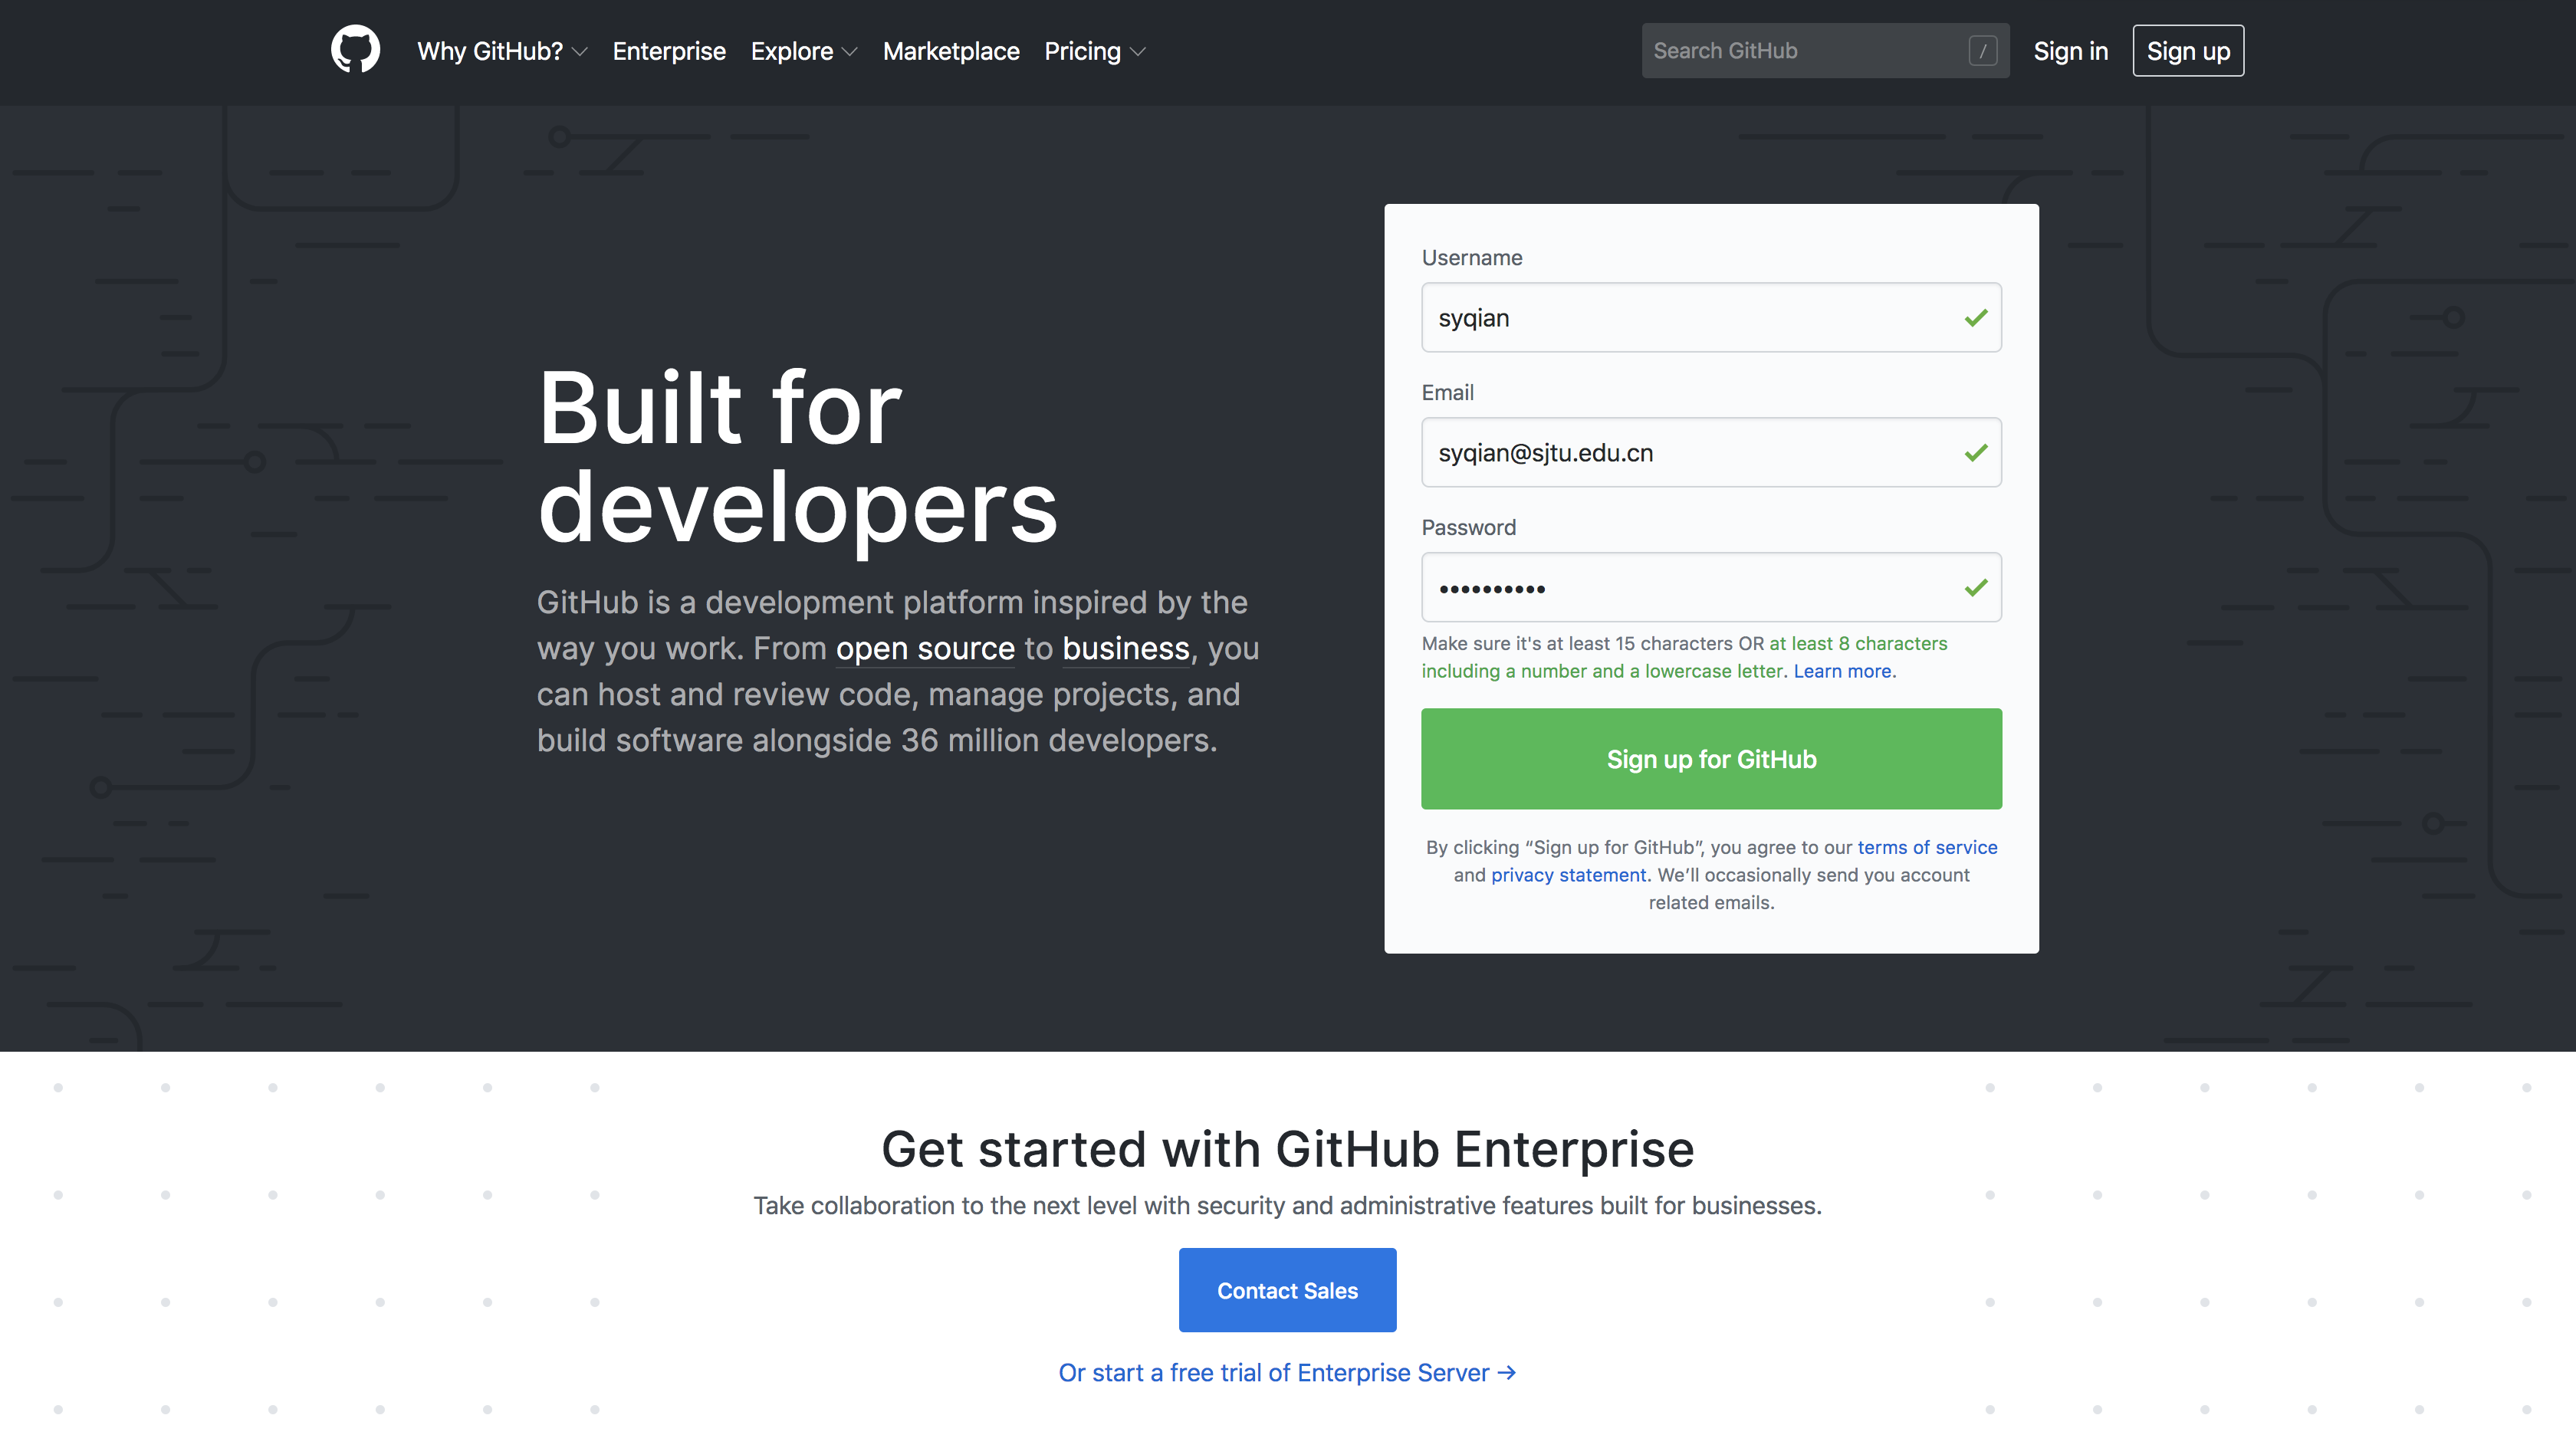 Why GitHub? Enterprise Explore Marketplace Pricing Search GitHub / Sign in Sign up
Built for
developers
GitHub is a development platform inspired by the
way you work. From open source to business, you
can host and review code, manage projects, and
build software alongside 36 million developers.
Username
syqian
Email
syqian@sjtu.edu.cn
Password
••••••••••
Make sure it's at least 15 characters OR at least 8 characters
including a number and a lowercase letter. Learn more.
Sign up for GitHub
By clicking “Sign up for GitHub”, you agree to our terms of service
and privacy statement. We’ll occasionally send you account
related emails.
Get started with GitHub Enterprise
Take collaboration to the next level with security and administrative features built for businesses.
Contact Sales
Or start a free trial of Enterprise Server →